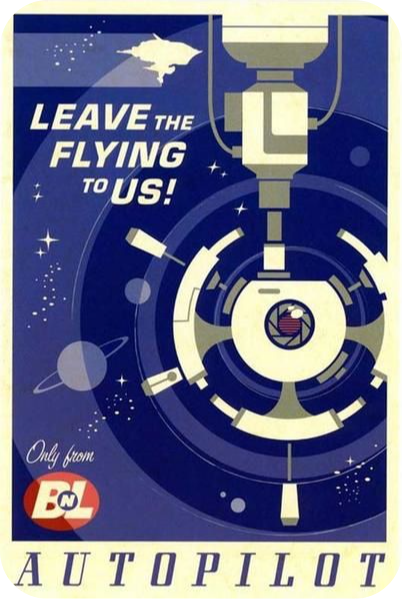 LEAVE THE
FLYING
TO US!
Only from
BNL
AUTOPILOT